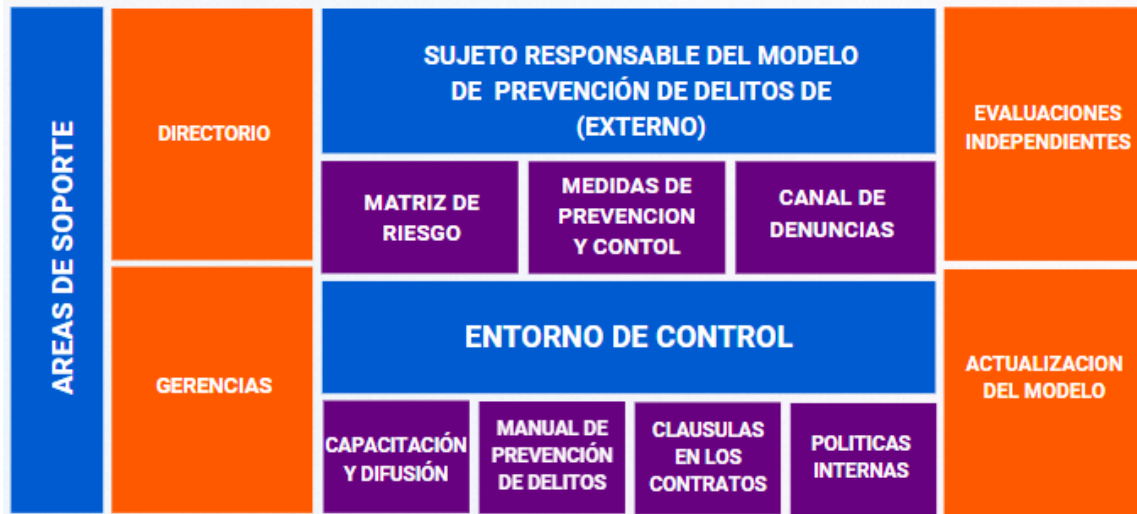 AREAS DE SOPORTE
DIRECTORIO
GERENCIAS
SUJETO RESPONSABLE DEL MODELO
DE PREVENCIÓN DE DELITOS DE
(EXTERNO)
MATRIZ DE
RIESGO
MEDIDAS DE
PREVENCION
Y CONTOL
CANAL DE
DENUNCIAS
ENTORNO DE CONTROL
CAPACITACIÓN
Y DIFUSIÓN
MANUAL DE
PREVENCIÓN
DE DELITOS
CLAUSULAS
EN LOS
CONTRATOS
POLITICAS
INTERNAS
EVALUACIONES
INDEPENDIENTES
ACTUALIZACION
DEL MODELO